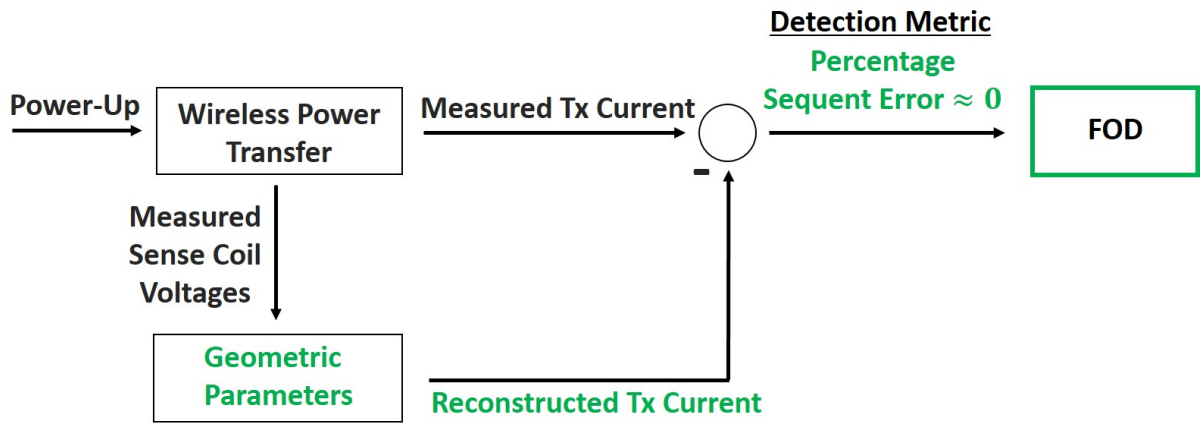 Detection Metric
Percentage
Sequent Error ≈ 0
Power-Up
Wireless Power
Transfer
Measured Tx Current
FOD
-
Measured
Sense Coil
Voltages
Geometric
Parameters
Reconstructed Tx Current